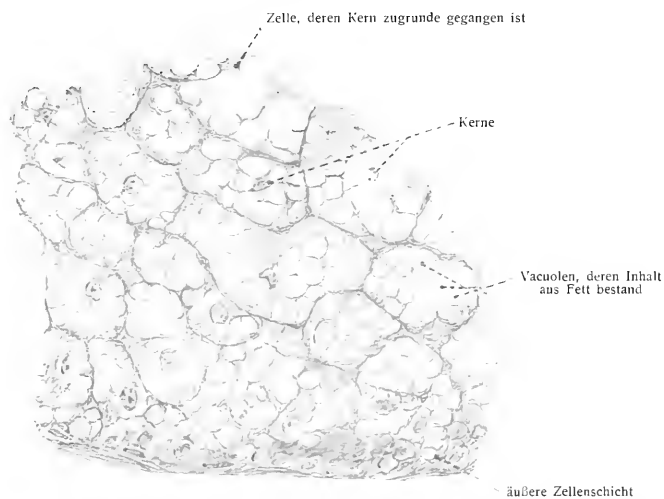 Zelle, deren Kern zugrunde gegangen ist
Kerne
Vacuolen, deren Inhalt
aus Fett bestand
äußere Zellenschicht